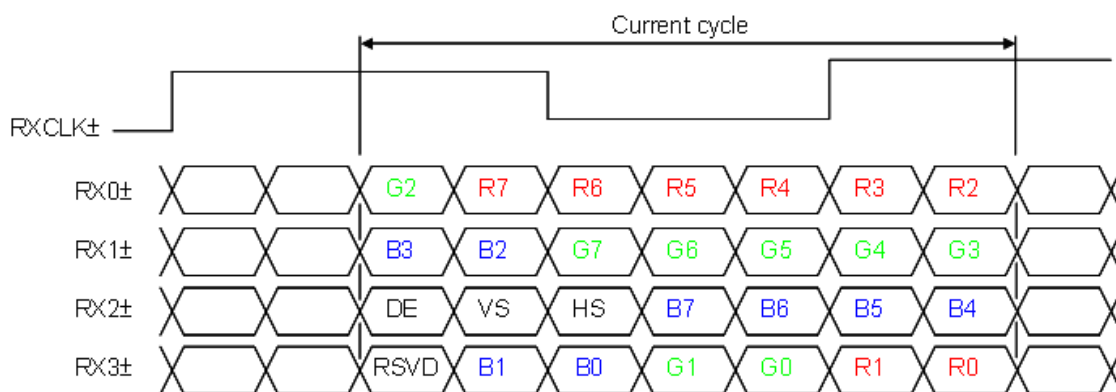 Current cycle
RXCLK±
RX0± G2 R7 R6 R5 R4 R3 R2
RX1± B3 B2 G7 G6 G5 G4 G3
RX2± DE VS HS B7 B6 B5 B4
RX3± RSVD B1 B0 G1 G0 R1 R0